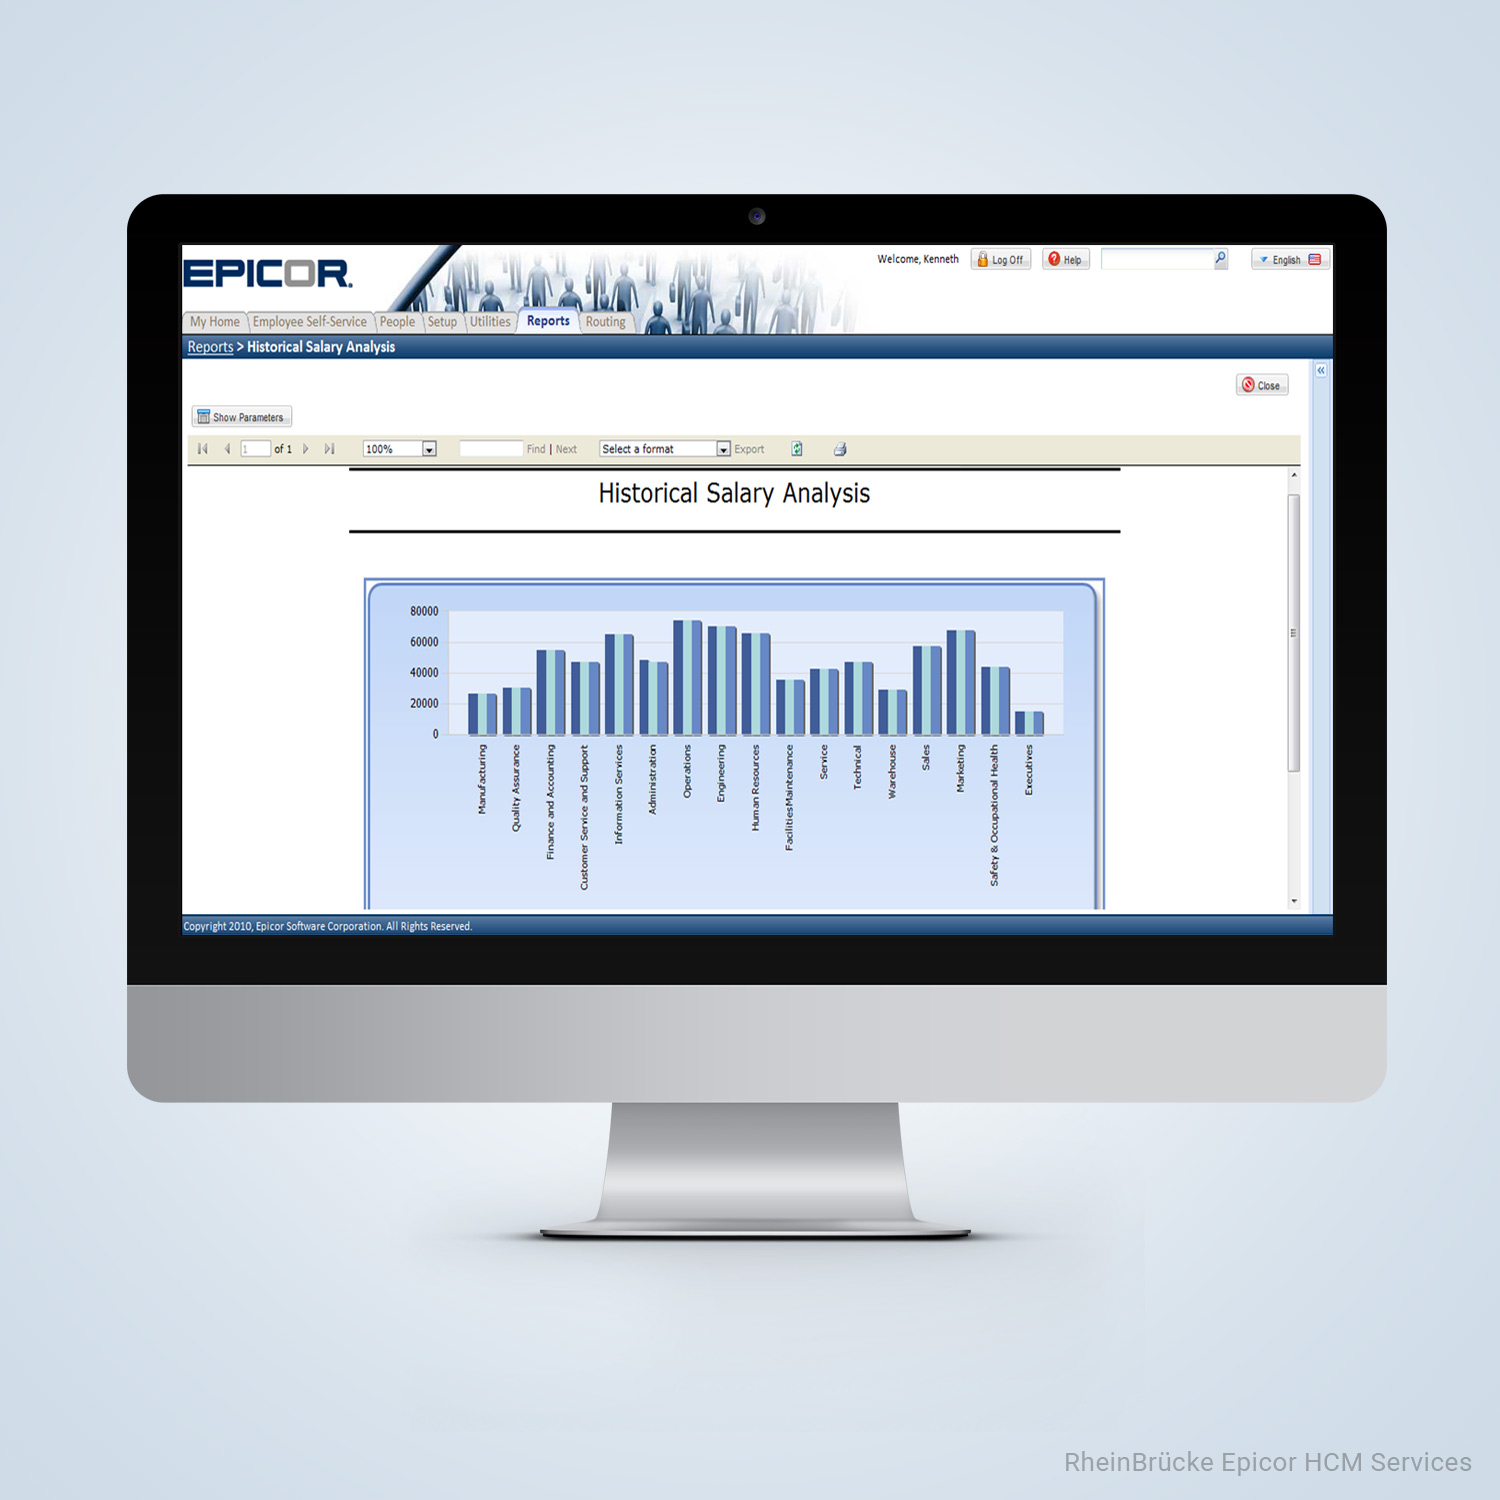 EPICOR.
Welcome, Kenneth
Log Off
Help
English
My Home
Employee Self-Service
People
Setup
Utilities
Reports
Routing
Reports > Historical Salary Analysis
Close
Show Parameters
1 of 1
100%
Find | Next
Select a format
Export
Historical Salary Analysis
80000
60000
40000
20000
0
Manufacturing
Quality Assurance
Finance and Accounting
Customer Service and Support
Information Services
Administration
Operations
Engineering
Human Resources
FacilitiesMaintenance
Service
Technical
Warehouse
Sales
Marketing
Safety & Occupational Health
Executives
Copyright 2010, Epicor Software Corporation. All Rights Reserved.
RheinBrücke Epicor HCM Services